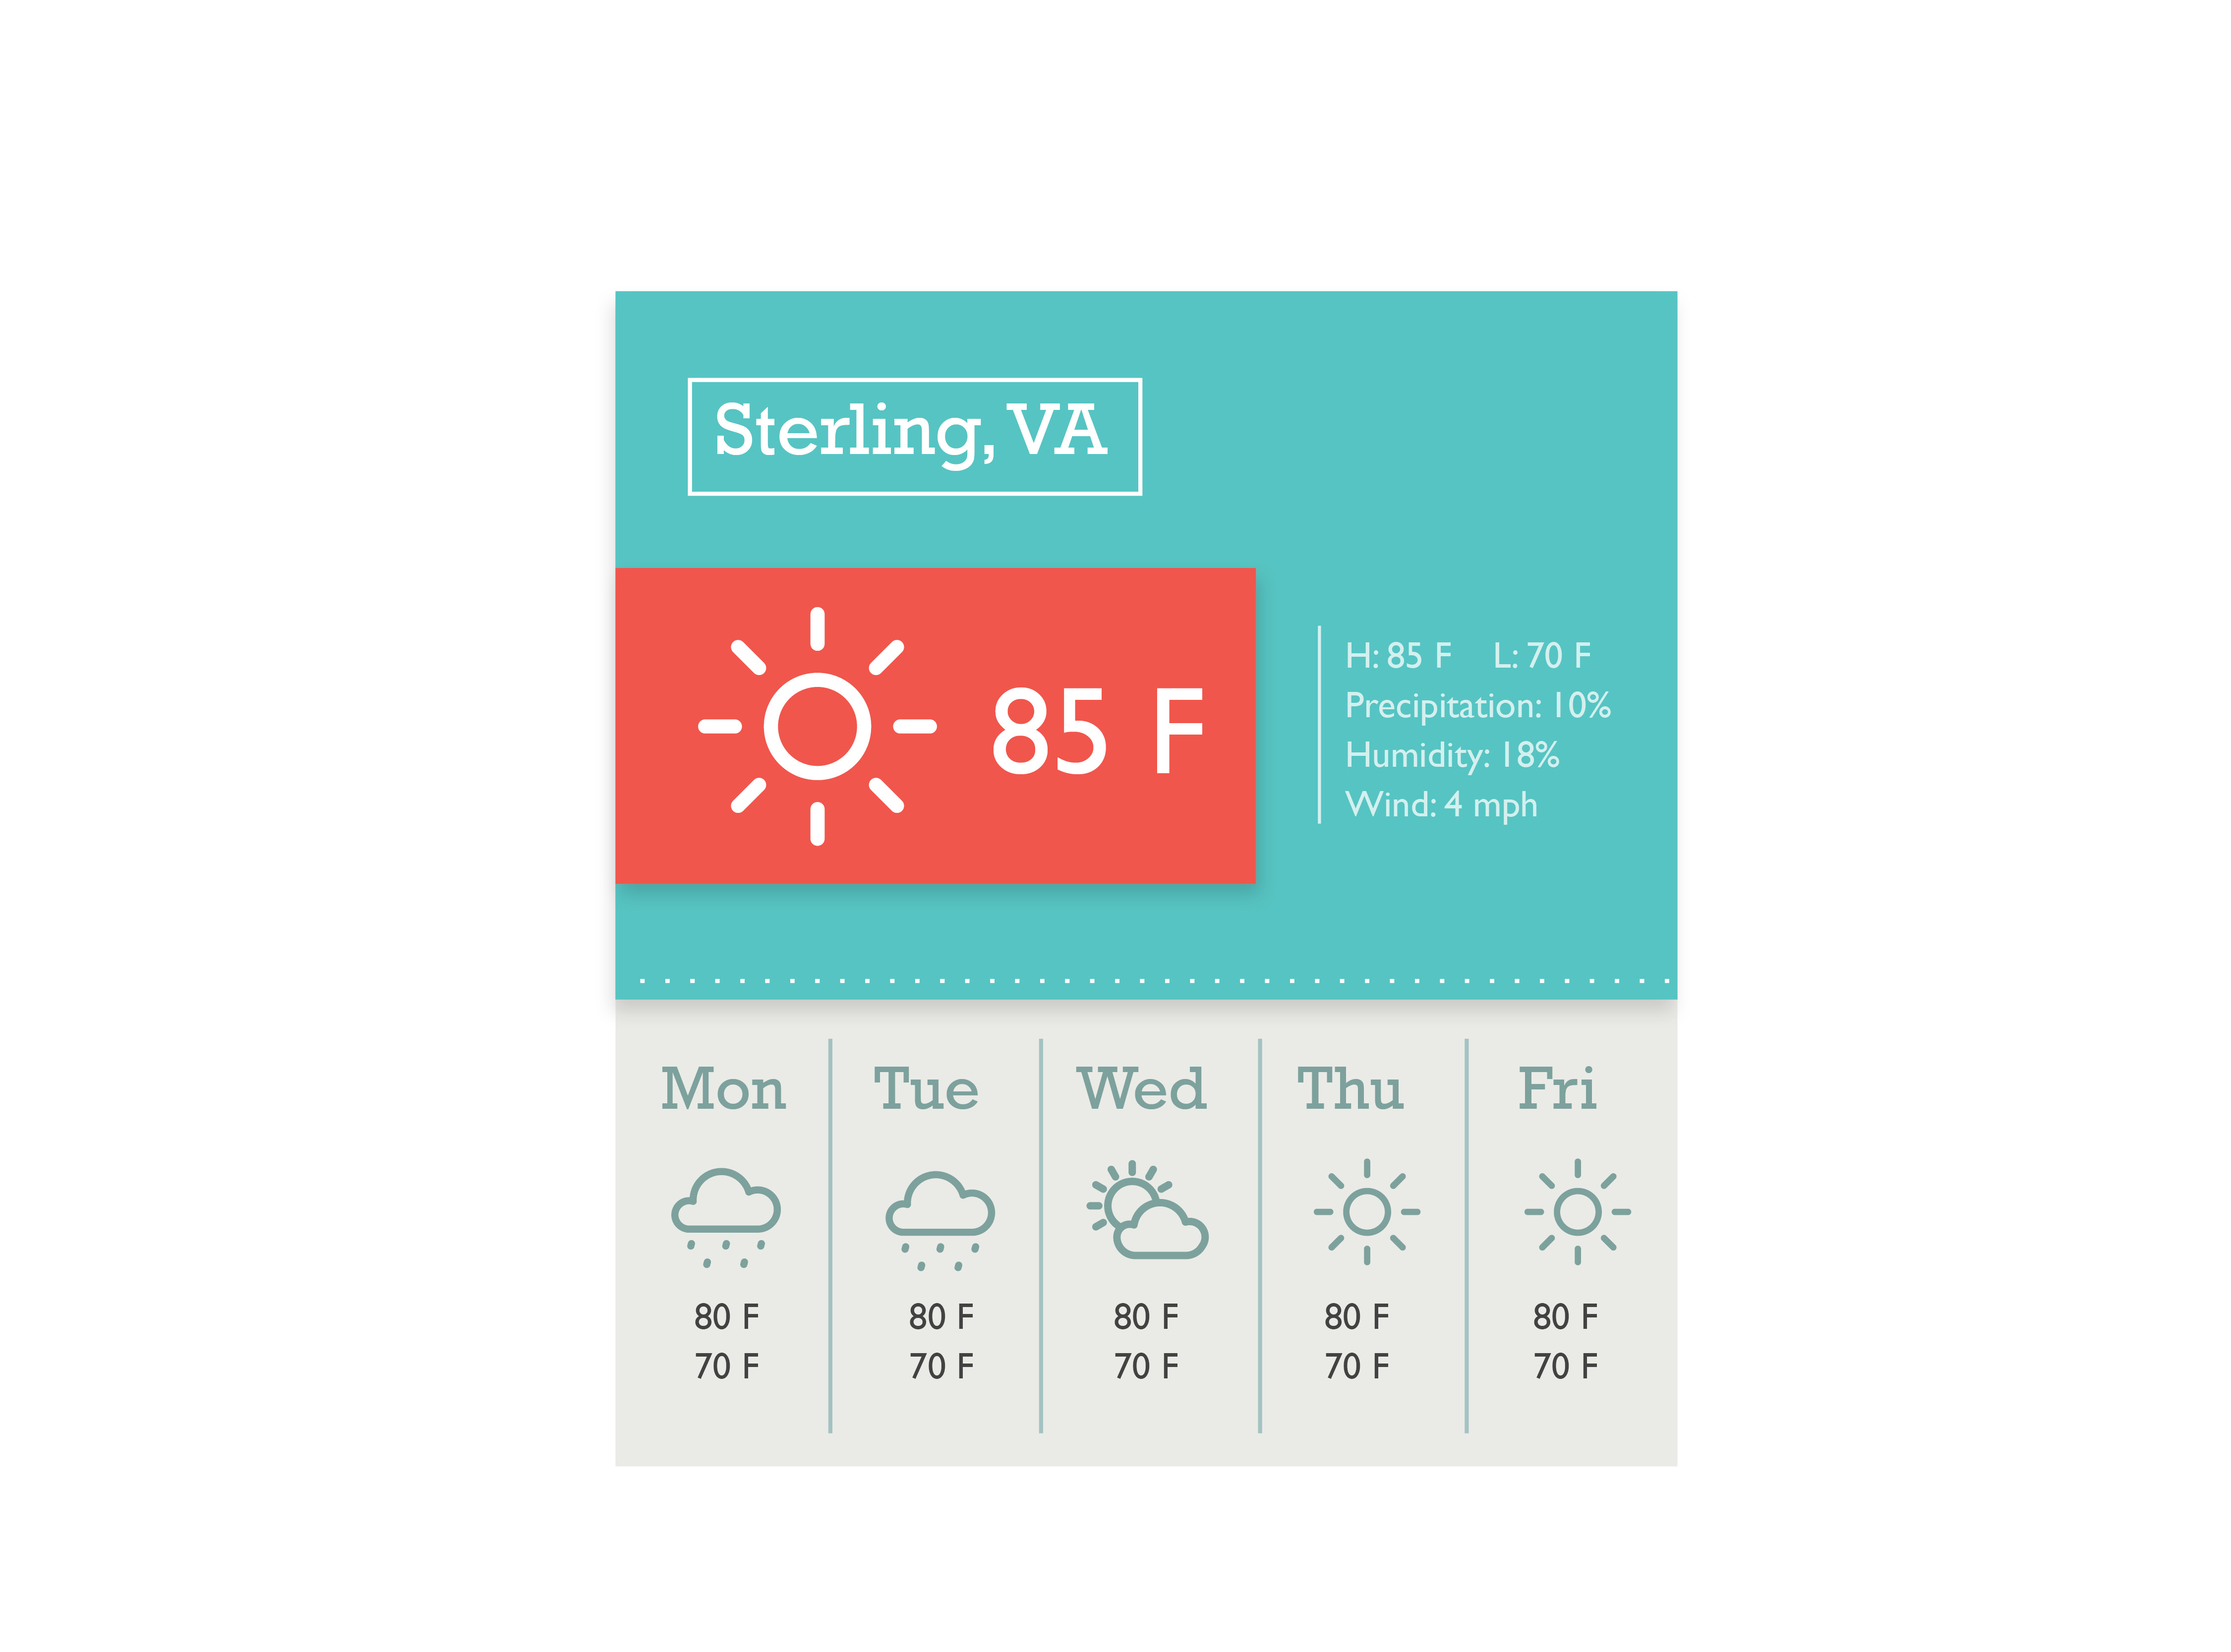 Sterling, VA
85 F
H: 85 F L: 70 F
Precipitation: 10%
Humidity: 18%
Wind: 4 mph
Mon Tue Wed Thu Fri
80 F 80 F 80 F 80 F 80 F
70 F 70 F 70 F 70 F 70 F